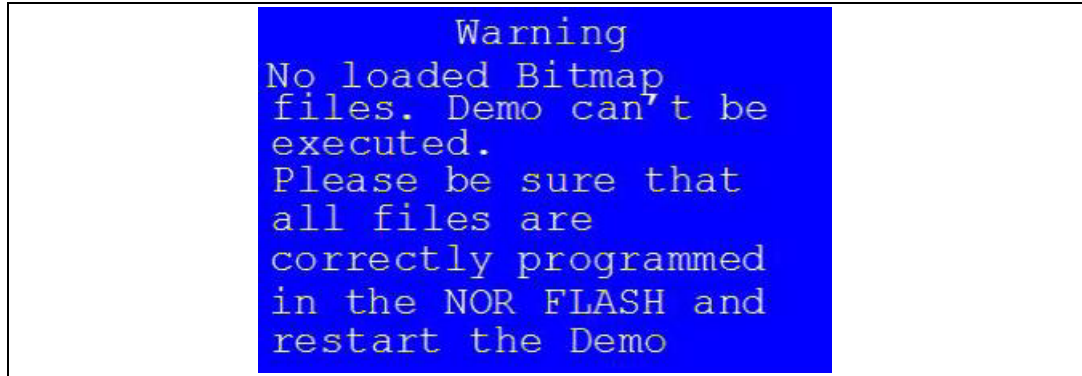 Warning
No loaded Bitmap
files. Demo can't be
executed.
Please be sure that
all files are
correctly programmed
in the NOR FLASH and
restart the Demo